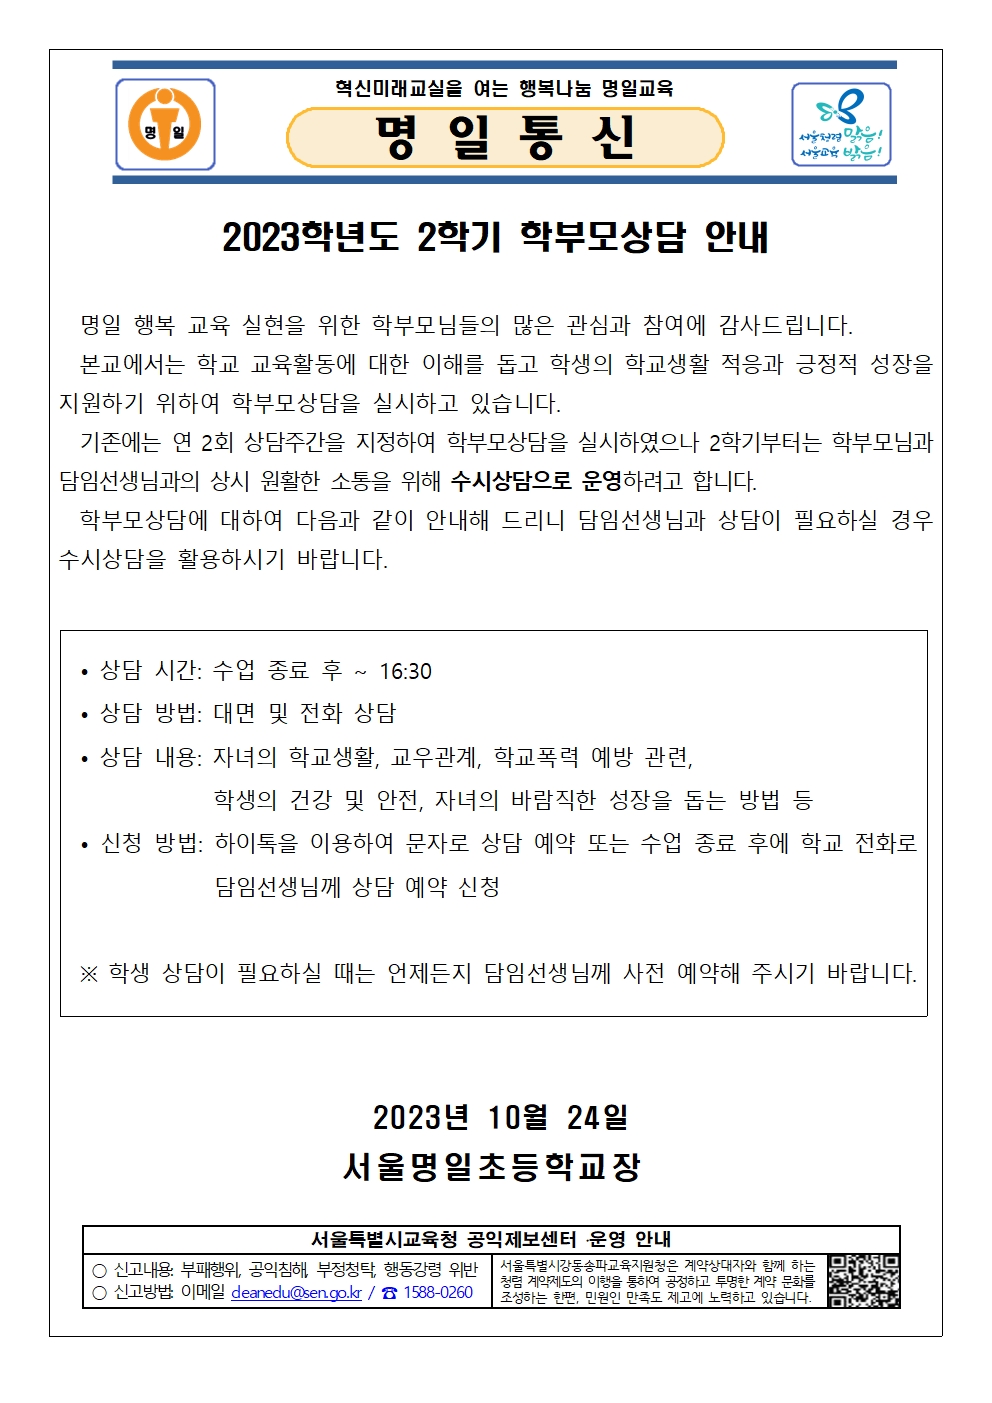 혁신미래교실을 여는 행복나눔 명일교육
명 일
명 일 통 신
서울청렴 맑음!
서울교육 밝음!
2023학년도 2학기 학부모상담 안내
명일 행복 교육 실현을 위한 학부모님들의 많은 관심과 참여에 감사드립니다.
본교에서는 학교 교육활동에 대한 이해를 돕고 학생의 학교생활 적응과 긍정적 성장을
지원하기 위하여 학부모상담을 실시하고 있습니다.
기존에는 연 2회 상담주간을 지정하여 학부모상담을 실시하였으나 2학기부터는 학부모님과
담임선생님과의 상시 원활한 소통을 위해 수시상담으로 운영하려고 합니다.
학부모상담에 대하여 다음과 같이 안내해 드리니 담임선생님과 상담이 필요하실 경우
수시상담을 활용하시기 바랍니다.
• 상담 시간: 수업 종료 후 ~ 16:30
• 상담 방법: 대면 및 전화 상담
• 상담 내용: 자녀의 학교생활, 교우관계, 학교폭력 예방 관련,
학생의 건강 및 안전, 자녀의 바람직한 성장을 돕는 방법 등
• 신청 방법: 하이톡을 이용하여 문자로 상담 예약 또는 수업 종료 후에 학교 전화로
담임선생님께 상담 예약 신청
※ 학생 상담이 필요하실 때는 언제든지 담임선생님께 사전 예약해 주시기 바랍니다.
2023년 10월 24일
서울명일초등학교장
서울특별시교육청 공익제보센터 운영 안내
○ 신고내용: 부패행위, 공익침해, 부정청탁, 행동강령 위반
○ 신고방법: 이메일 cleanedu@sen.go.kr / ☎ 1588-0260
서울특별시강동송파교육지원청은 계약상대자와 함께 하는
청렴 계약제도의 이행을 통하여 공정하고 투명한 계약 문화를
조성하는 한편, 민원인 만족도 제고에 노력하고 있습니다.